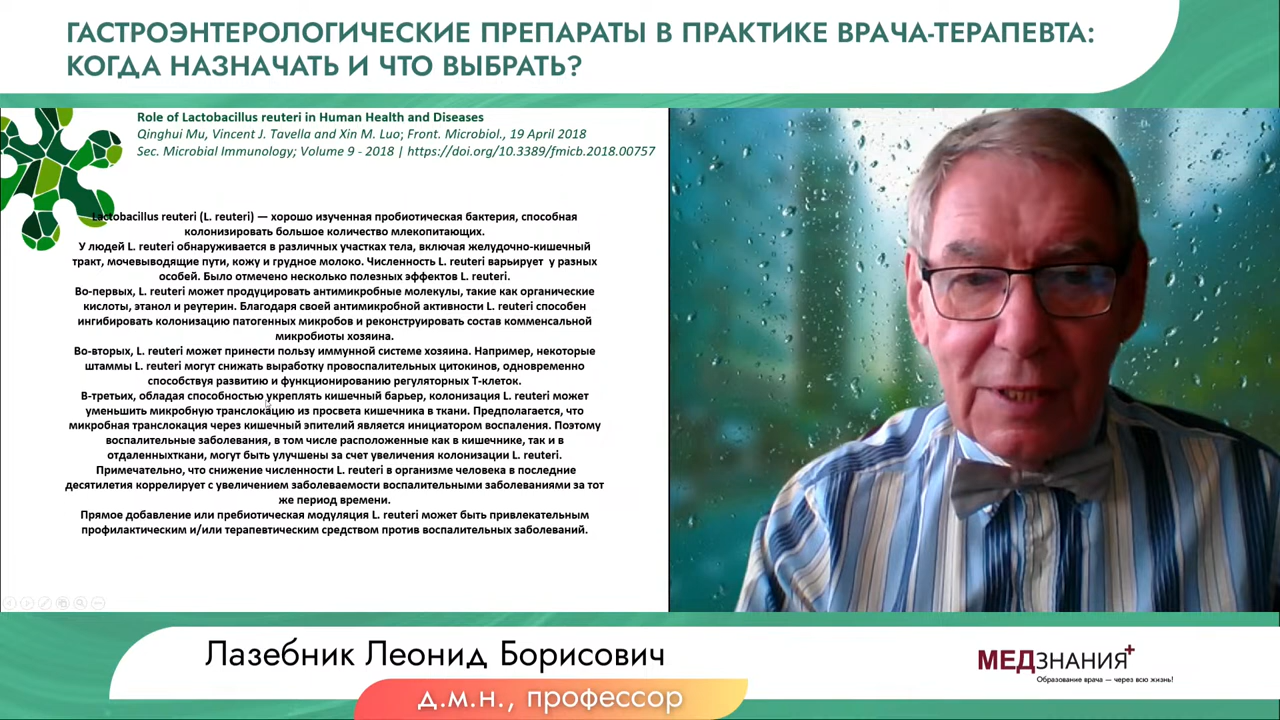 ГАСТРОЭНТЕРОЛОГИЧЕСКИЕ ПРЕПАРАТЫ В ПРАКТИКЕ ВРАЧА-ТЕРАПЕВТА:
КОГДА НАЗНАЧАТЬ И ЧТО ВЫБРАТЬ?
Role of Lactobacillus reuteri in Human Health and Diseases
Qinghui Mu, Vincent J. Tavella and Xin M. Luo; Front. Microbiol., 19 April 2018
Sec. Microbial Immunology; Volume 9 - 2018 | https://doi.org/10.3389/fmicb.2018.00757
Lactobacillus reuteri (L. reuteri) — хорошо изученная пробиотическая бактерия, способная
колонизировать большое количество млекопитающих.
У людей L. reuteri обнаруживается в различных участках тела, включая желудочно-кишечный
тракт, мочевыводящие пути, кожу и грудное молоко. Численность L. reuteri варьирует у разных
особей. Было отмечено несколько полезных эффектов L. reuteri.
Во-первых, L. reuteri может продуцировать антимикробные молекулы, такие как органические
кислоты, этанол и реутерин. Благодаря своей антимикробной активности L. reuteri способен
ингибировать колонизацию патогенных микробов и реконструировать состав комменсальной
микробиоты хозяина.
Во-вторых, L. reuteri может принести пользу иммунной системе хозяина. Например, некоторые
штаммы L. reuteri могут снижать выработку провоспалительных цитокинов, одновременно
способствуя развитию и функционированию регуляторных Т-клеток.
В-третьих, обладая способностью укреплять кишечный барьер, колонизация L. reuteri может
уменьшить микробную транслокацию из просвета кишечника в ткани. Предполагается, что
микробная транслокация через кишечный эпителий является инициатором воспаления. Поэтому
воспалительные заболевания, в том числе расположенные как в кишечнике, так и в
отдаленныхткани, могут быть улучшены за счет увеличения колонизации L. reuteri.
Примечательно, что снижение численности L. reuteri в организме человека в последние
десятилетия коррелирует с увеличением заболеваемости воспалительными заболеваниями за тот
же период времени.
Прямое добавление или пребиотическая модуляция L. reuteri может быть привлекательным
профилактическим и/или терапевтическим средством против воспалительных заболеваний.
Лазебник Леонид Борисович
д.м.н., профессор
МЕДЗНАНИЯ+
Образование врача — через всю жизнь!